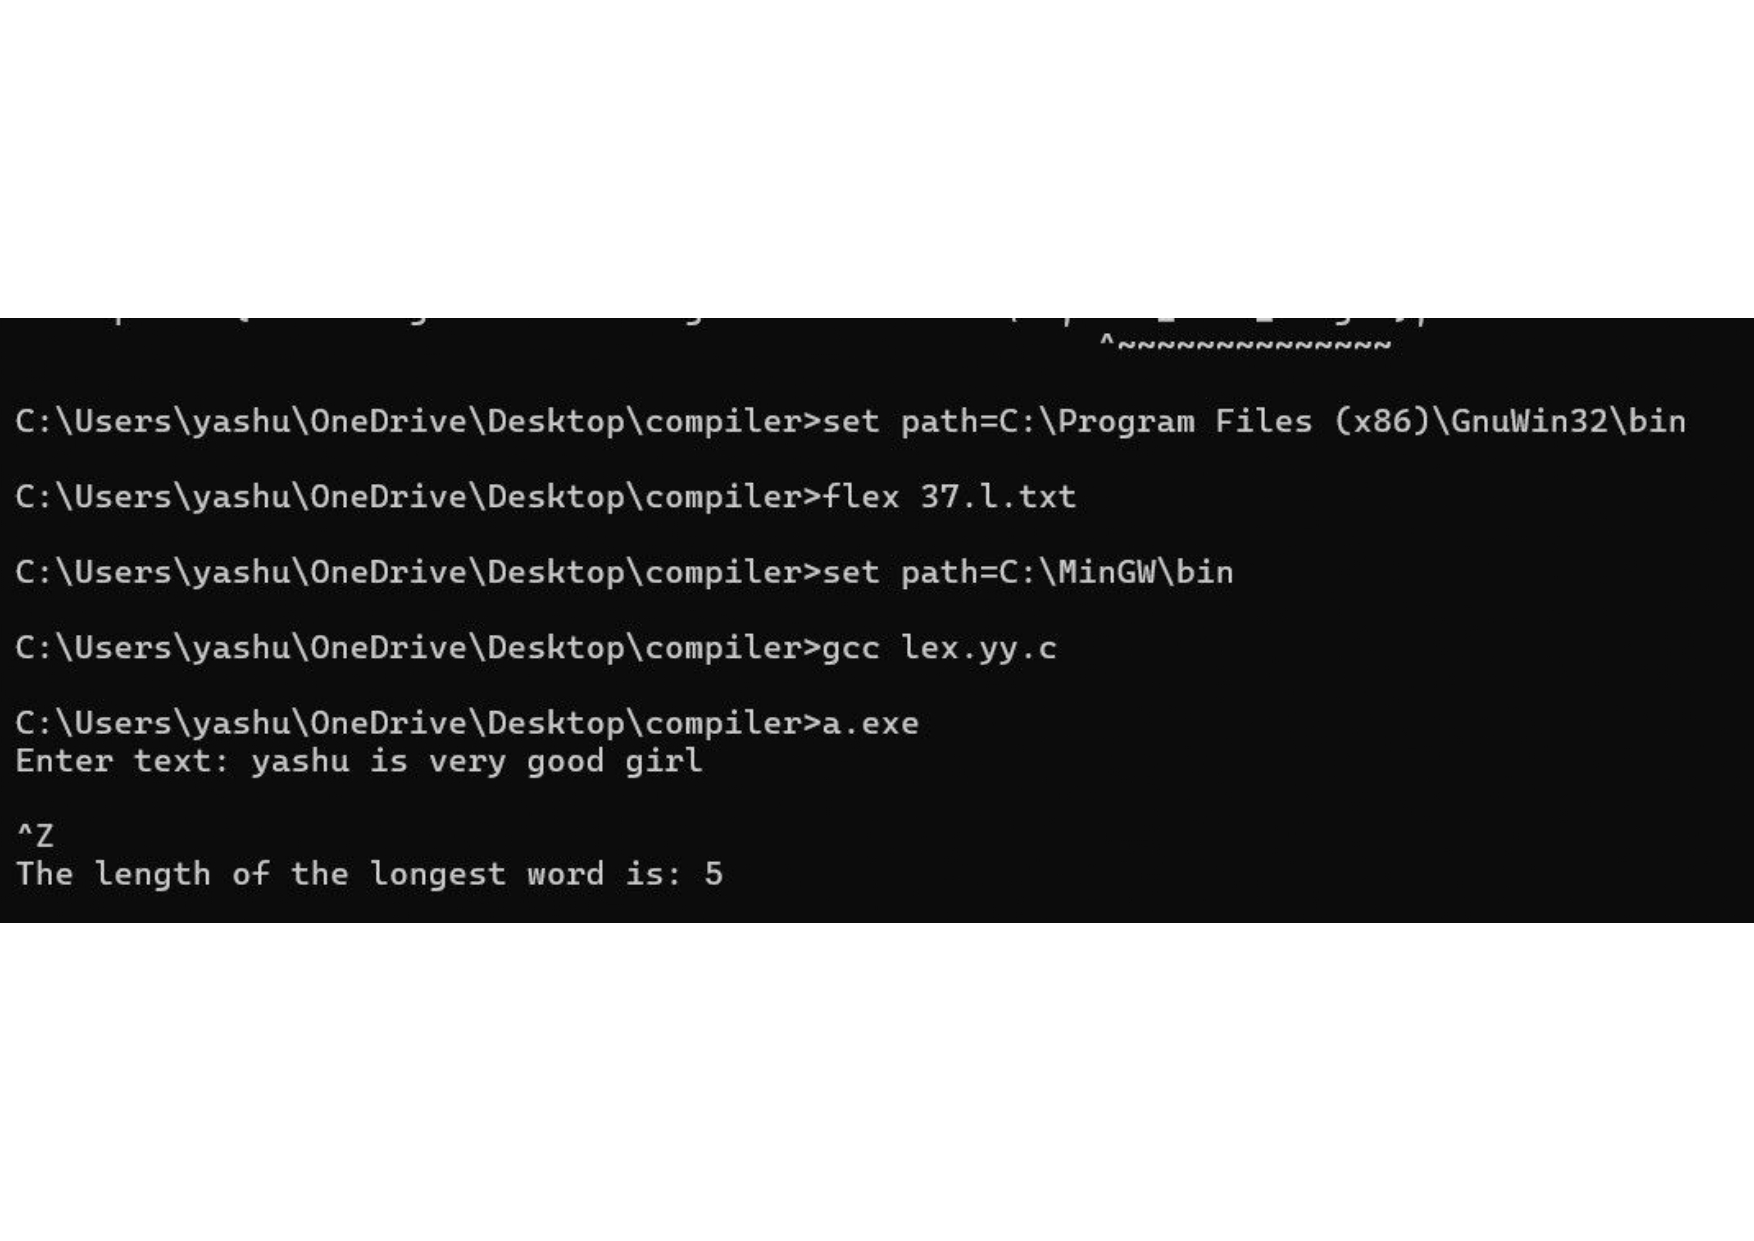 ^~~~~~~~~~~~~~~
C:\Users\yashu\OneDrive\Desktop\compiler>set path=C:\Program Files (x86)\GnuWin32\bin
C:\Users\yashu\OneDrive\Desktop\compiler>flex 37.l.txt
C:\Users\yashu\OneDrive\Desktop\compiler>set path=C:\MinGW\bin
C:\Users\yashu\OneDrive\Desktop\compiler>gcc lex.yy.c
C:\Users\yashu\OneDrive\Desktop\compiler>a.exe
Enter text: yashu is very good girl
^Z
The length of the longest word is: 5